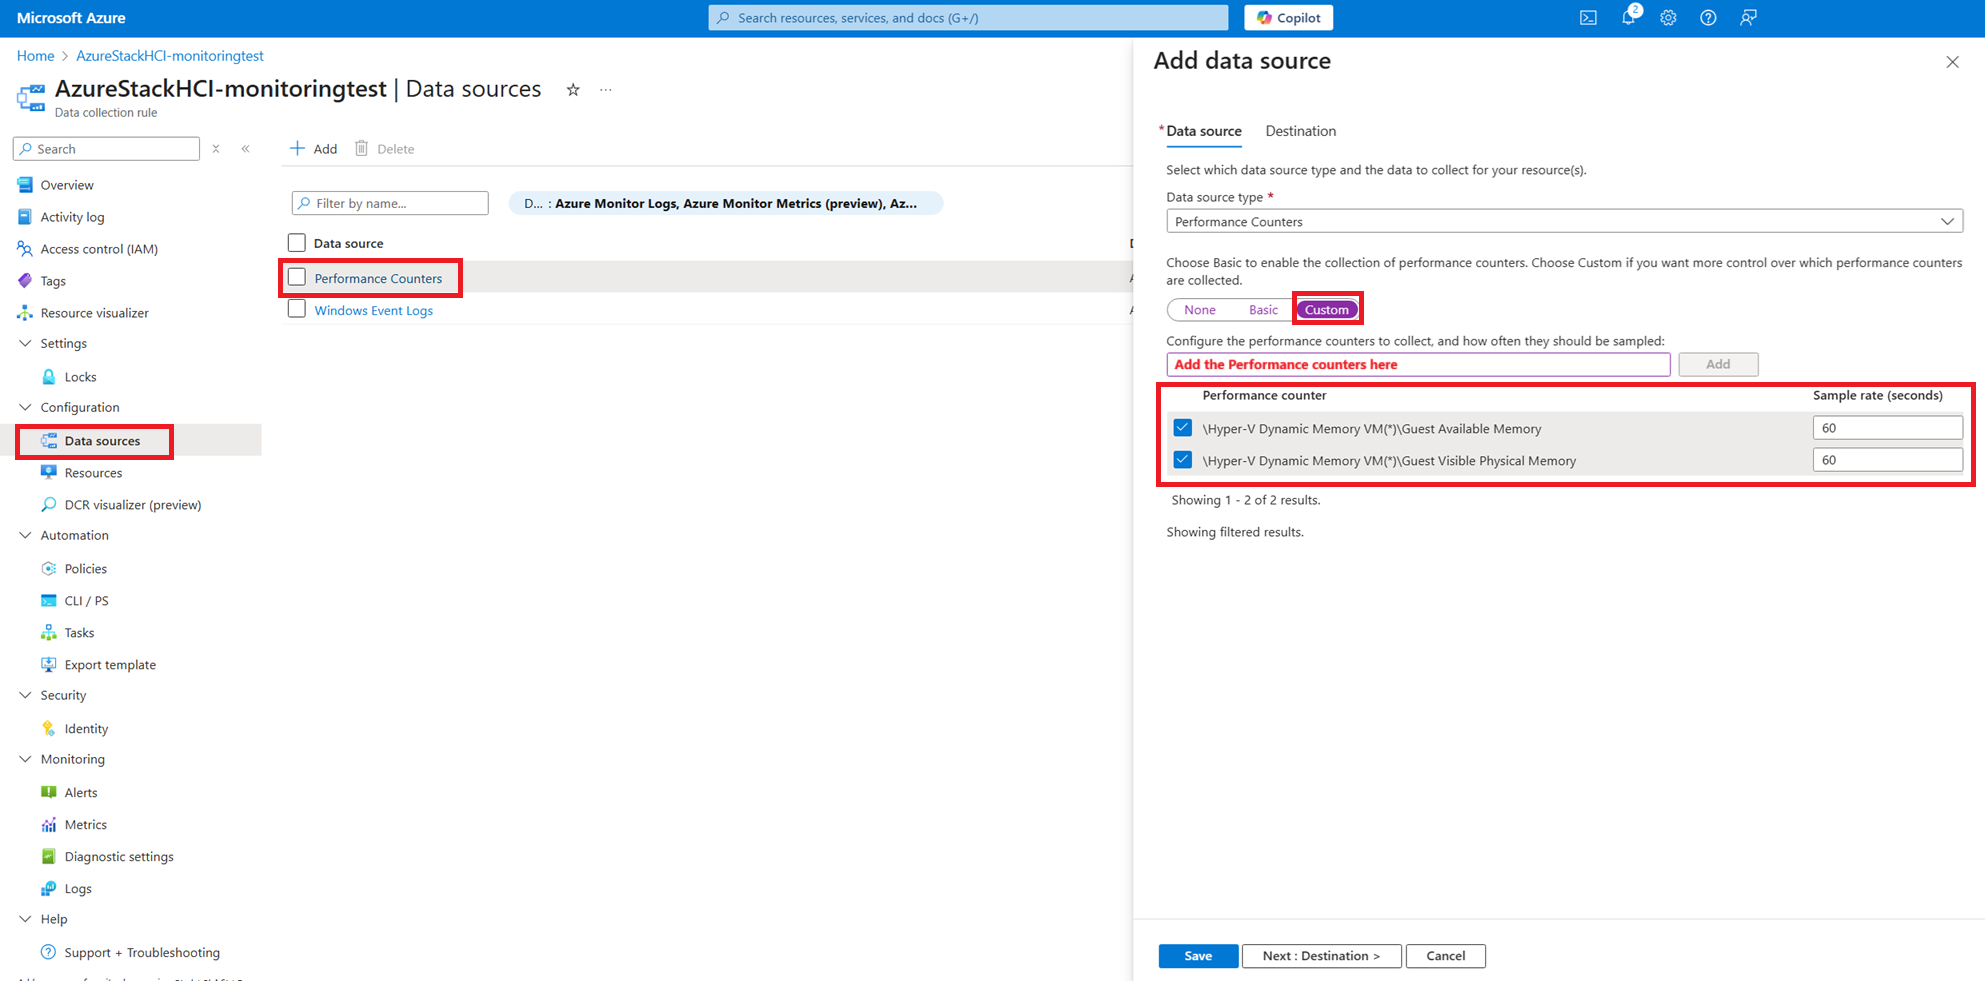 Microsoft Azure
Search resources, services, and docs (G+/)
Copilot
2
Home > AzureStackHCI-monitoringtest
AzureStackHCI-monitoringtest | Data sources
Data collection rule
Search
Overview
Activity log
Access control (IAM)
Tags
Resource visualizer
Settings
Locks
Configuration
Data sources
Resources
DCR visualizer (preview)
Automation
Policies
CLI / PS
Tasks
Export template
Security
Identity
Monitoring
Alerts
Metrics
Diagnostic settings
Logs
Help
Support + Troubleshooting
Add
Delete
Filter by name...
D... : Azure Monitor Logs, Azure Monitor Metrics (preview), Az...
Data source
Performance Counters
Windows Event Logs
Add data source
* Data source
Destination
Select which data source type and the data to collect for your resource(s).
Data source type *
Performance Counters
Choose Basic to enable the collection of performance counters. Choose Custom if you want more control over which performance counters
are collected.
None Basic Custom
Configure the performance counters to collect, and how often they should be sampled:
Add the Performance counters here
Add
Performance counter Sample rate (seconds)
\Hyper-V Dynamic Memory VM(*)\Guest Available Memory 60
\Hyper-V Dynamic Memory VM(*)\Guest Visible Physical Memory 60
Showing 1 - 2 of 2 results.
Showing filtered results.
Save
Next : Destination >
Cancel